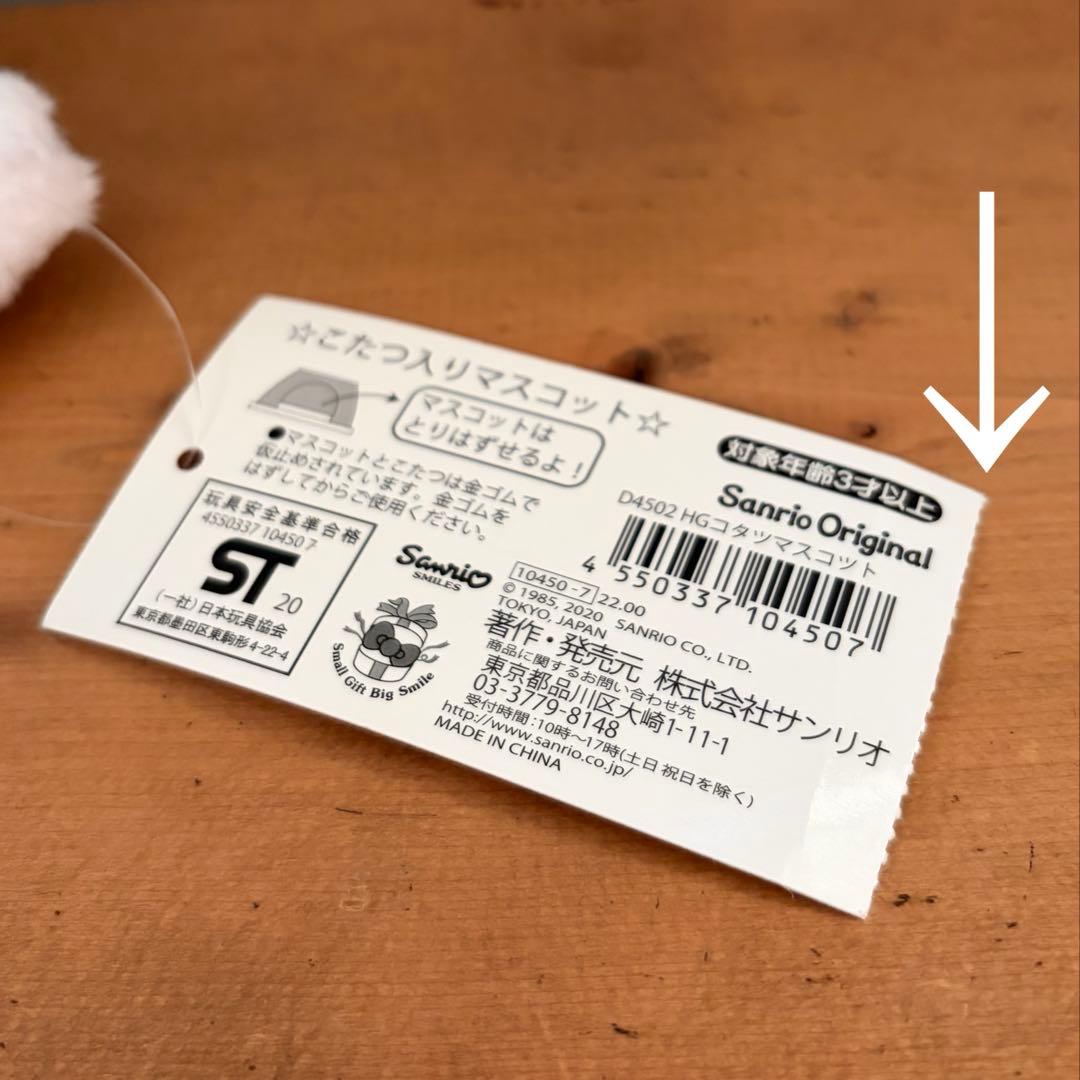 ☆こたつ入りマスコット☆
マスコットは
とりはずせるよ!
●マスコットとこたつは金ゴムで
仮止めされています。金ゴムを
はずしてからご使用ください。
玩具安全基準合格
4550337 10450 7
ST 20
(一社)日本玩具協会
東京都墨田区東駒形4-22-4
Sanrio
SMILES
Small Gift Big Smile
対象年齢3才以上
Sanrio Original
D4502 HGコタツマスコット
4 550337 104507
10450-7 22.00
© 1985, 2020 SANRIO CO., LTD.
TOKYO, JAPAN
著作・発売元 株式会社サンリオ
商品に関するお問い合わせ先
東京都品川区大崎1-11-1
03-3779-8148
受付時間:10時~17時(土日祝日を除く)
http://www.sanrio.co.jp/
MADE IN CHINA